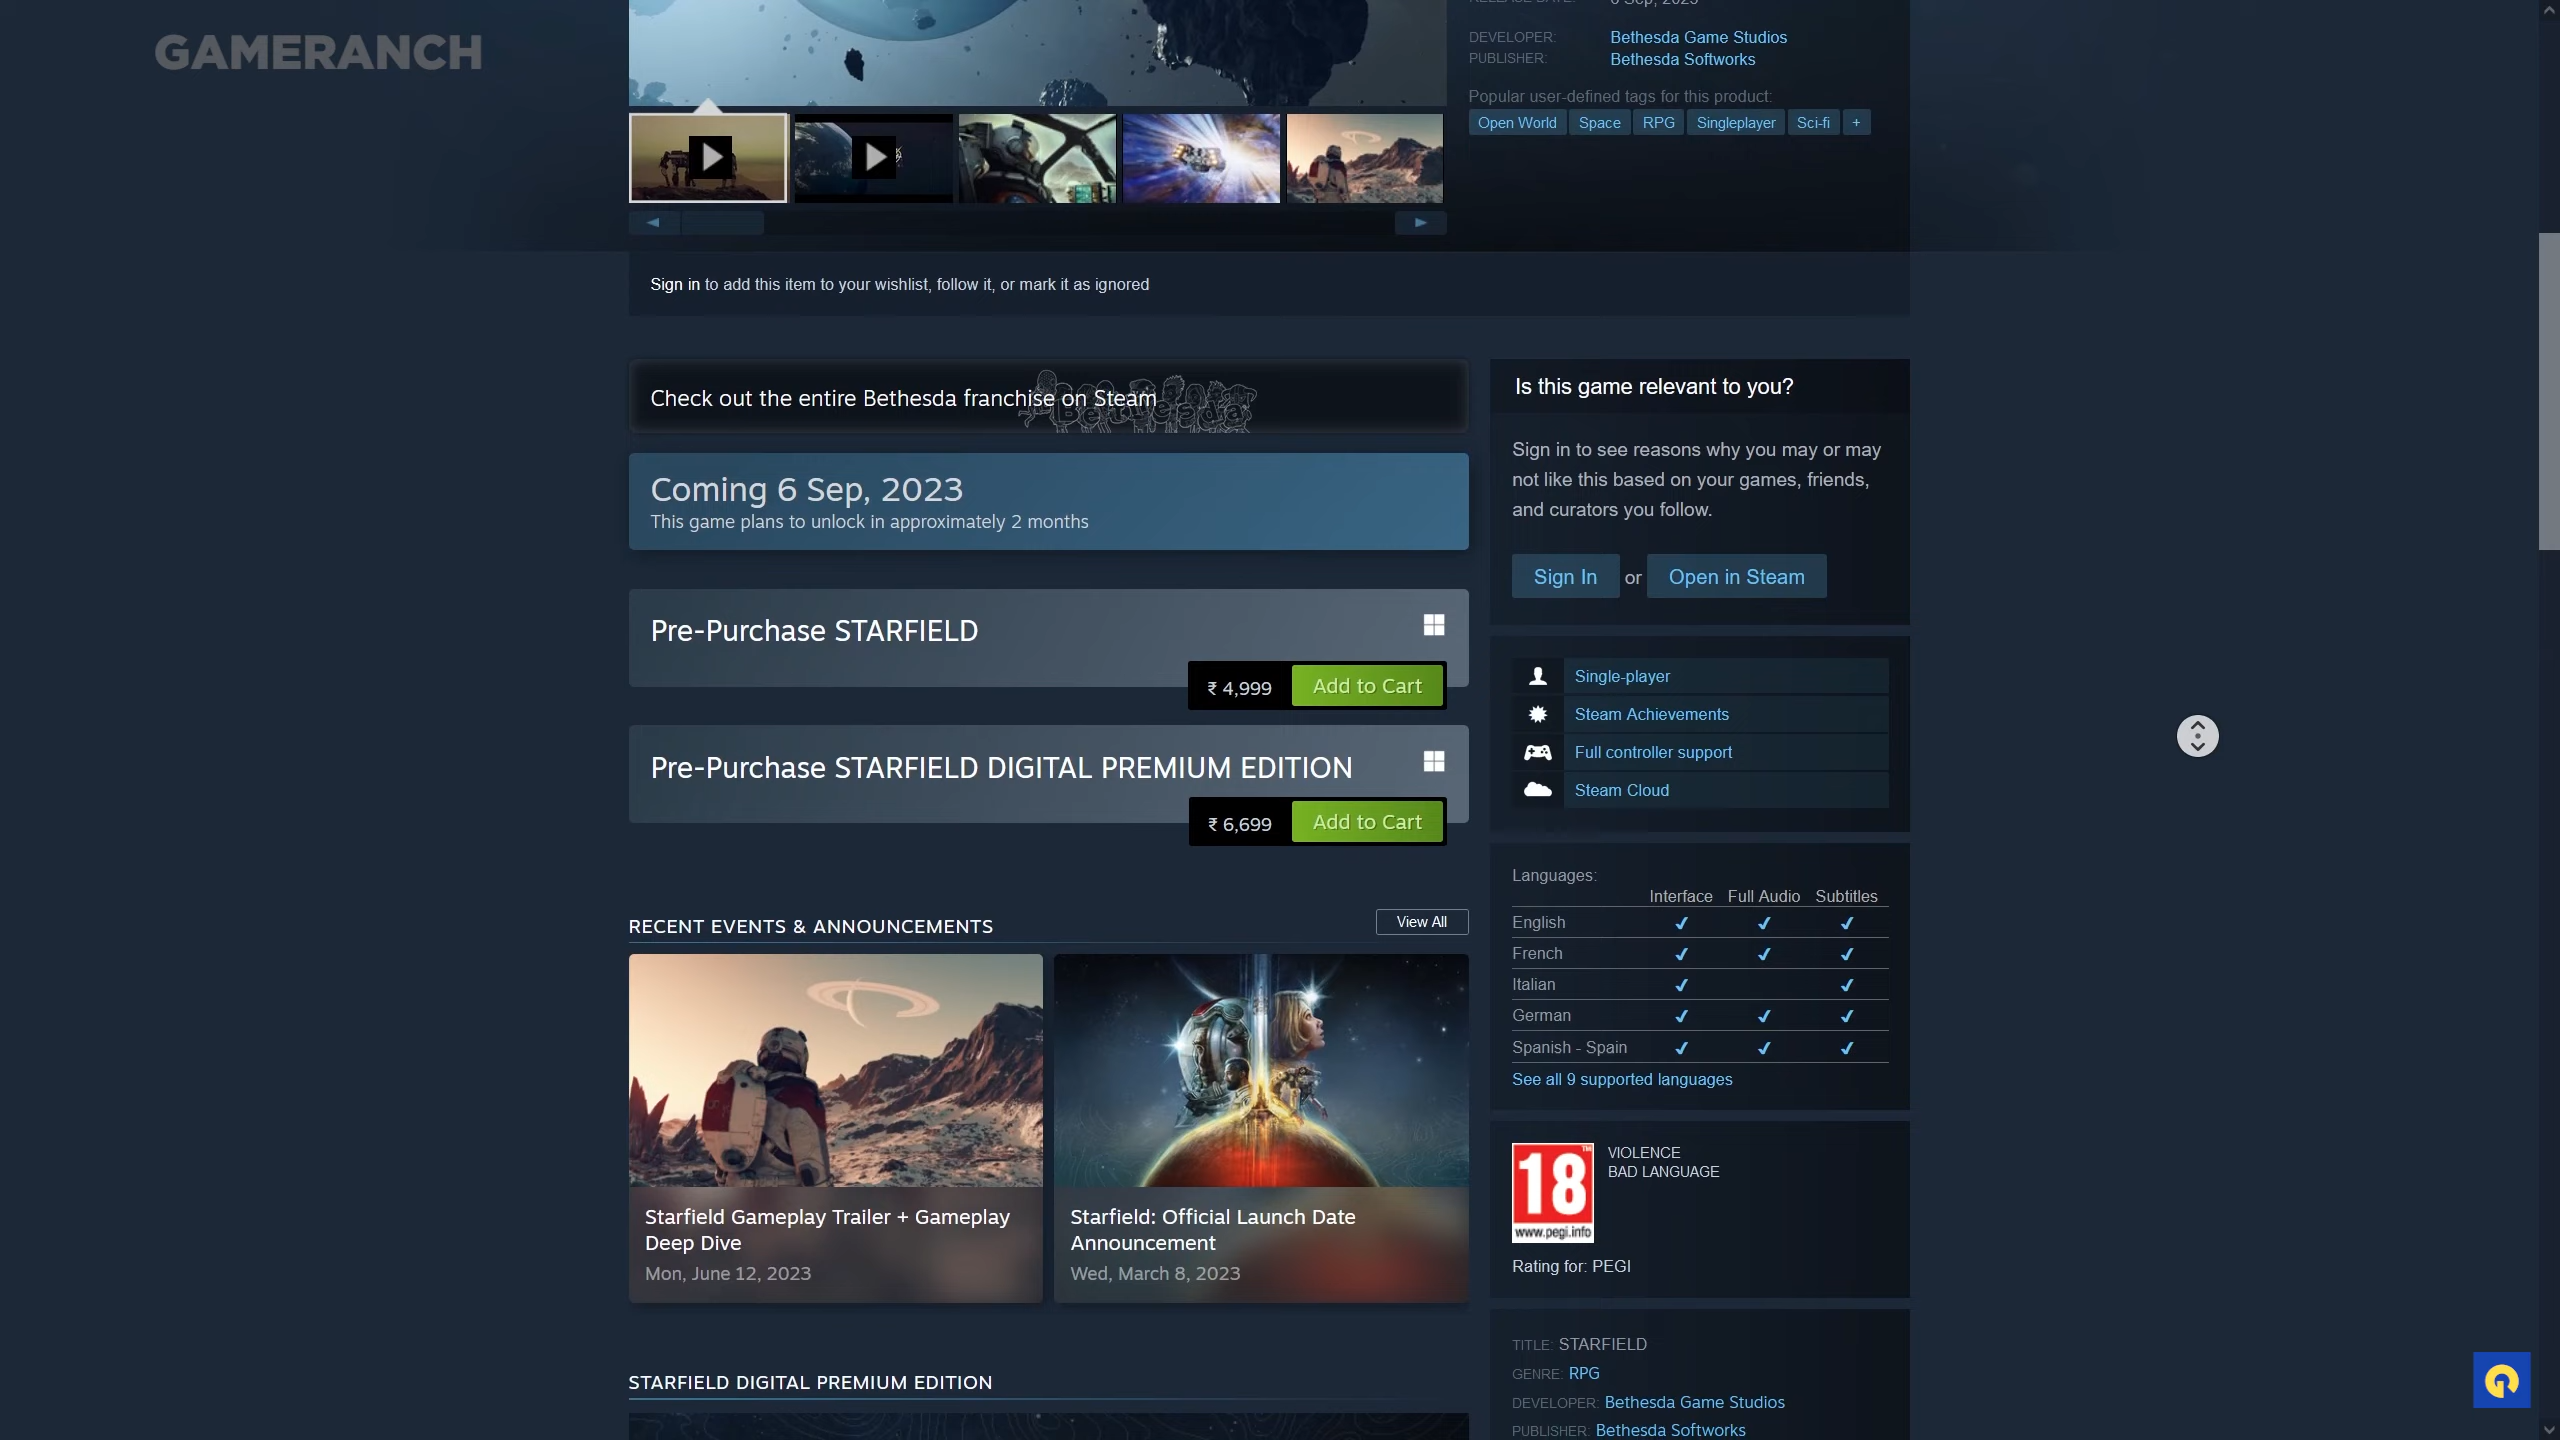 GAMERANCH
DEVELOPER: Bethesda Game Studios
PUBLISHER: Bethesda Softworks
Popular user-defined tags for this product:
Open World Space RPG Singleplayer Sci-fi +
Sign in to add this item to your wishlist, follow it, or mark it as ignored
Check out the entire Bethesda franchise on Steam
Bethesda
Coming 6 Sep, 2023
This game plans to unlock in approximately 2 months
Pre-Purchase STARFIELD
₹ 4,999 Add to Cart
Pre-Purchase STARFIELD DIGITAL PREMIUM EDITION
₹ 6,699 Add to Cart
RECENT EVENTS & ANNOUNCEMENTS
View All
Starfield Gameplay Trailer + Gameplay
Deep Dive
Mon, June 12, 2023
Starfield: Official Launch Date
Announcement
Wed, March 8, 2023
STARFIELD DIGITAL PREMIUM EDITION
Is this game relevant to you?
Sign in to see reasons why you may or may
not like this based on your games, friends,
and curators you follow.
Sign In or Open in Steam
Single-player
Steam Achievements
Full controller support
Steam Cloud
Languages:
Interface Full Audio Subtitles
English ✔ ✔ ✔
French ✔ ✔ ✔
Italian ✔ ✔
German ✔ ✔ ✔
Spanish - Spain ✔ ✔ ✔
See all 9 supported languages
18
www.pegi.info
VIOLENCE
BAD LANGUAGE
Rating for: PEGI
TITLE: STARFIELD
GENRE: RPG
DEVELOPER: Bethesda Game Studios
PUBLISHER: Bethesda Softworks